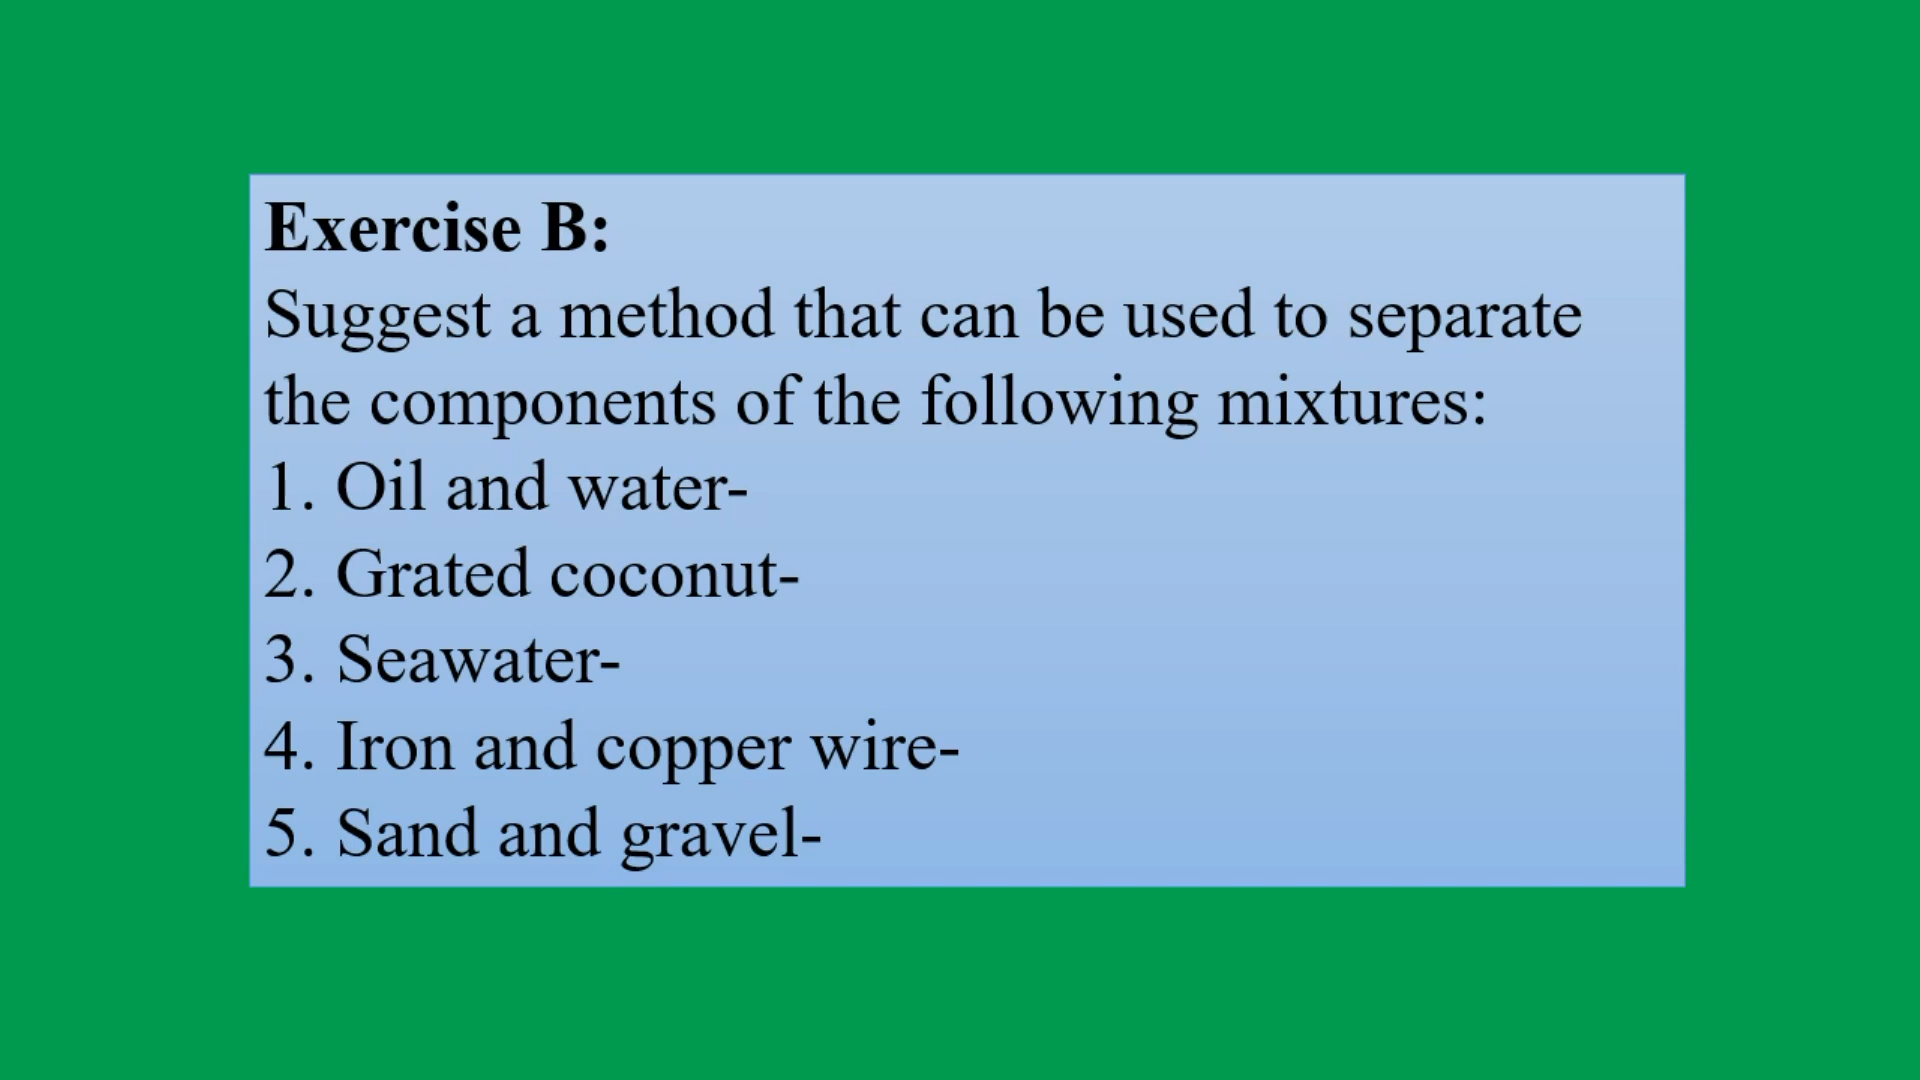 Exercise B:
Suggest a method that can be used to separate
the components of the following mixtures:
1. Oil and water-
2. Grated coconut-
3. Seawater-
4. Iron and copper wire-
5. Sand and gravel-